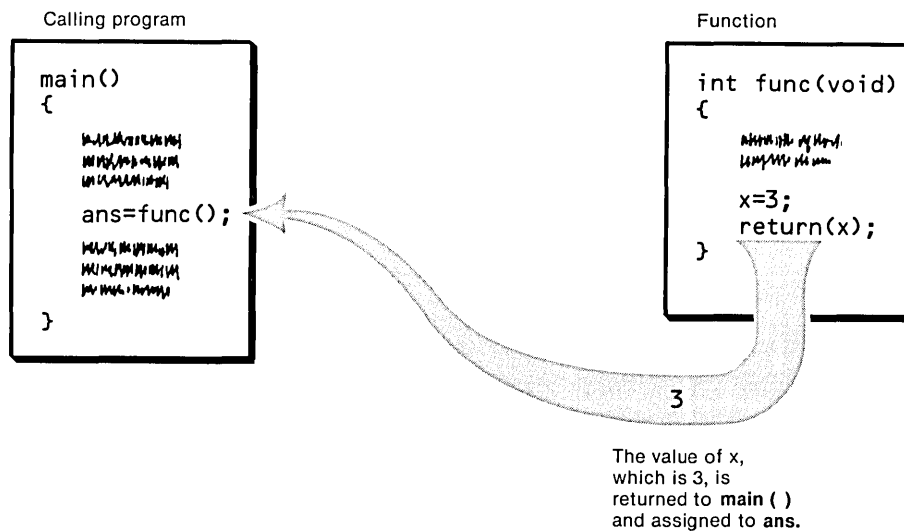 Calling program
main()
{
ans=func();
}
Function
int func(void)
{
x=3;
return(x);
}
3
The value of x,
which is 3, is
returned to main ( )
and assigned to ans.